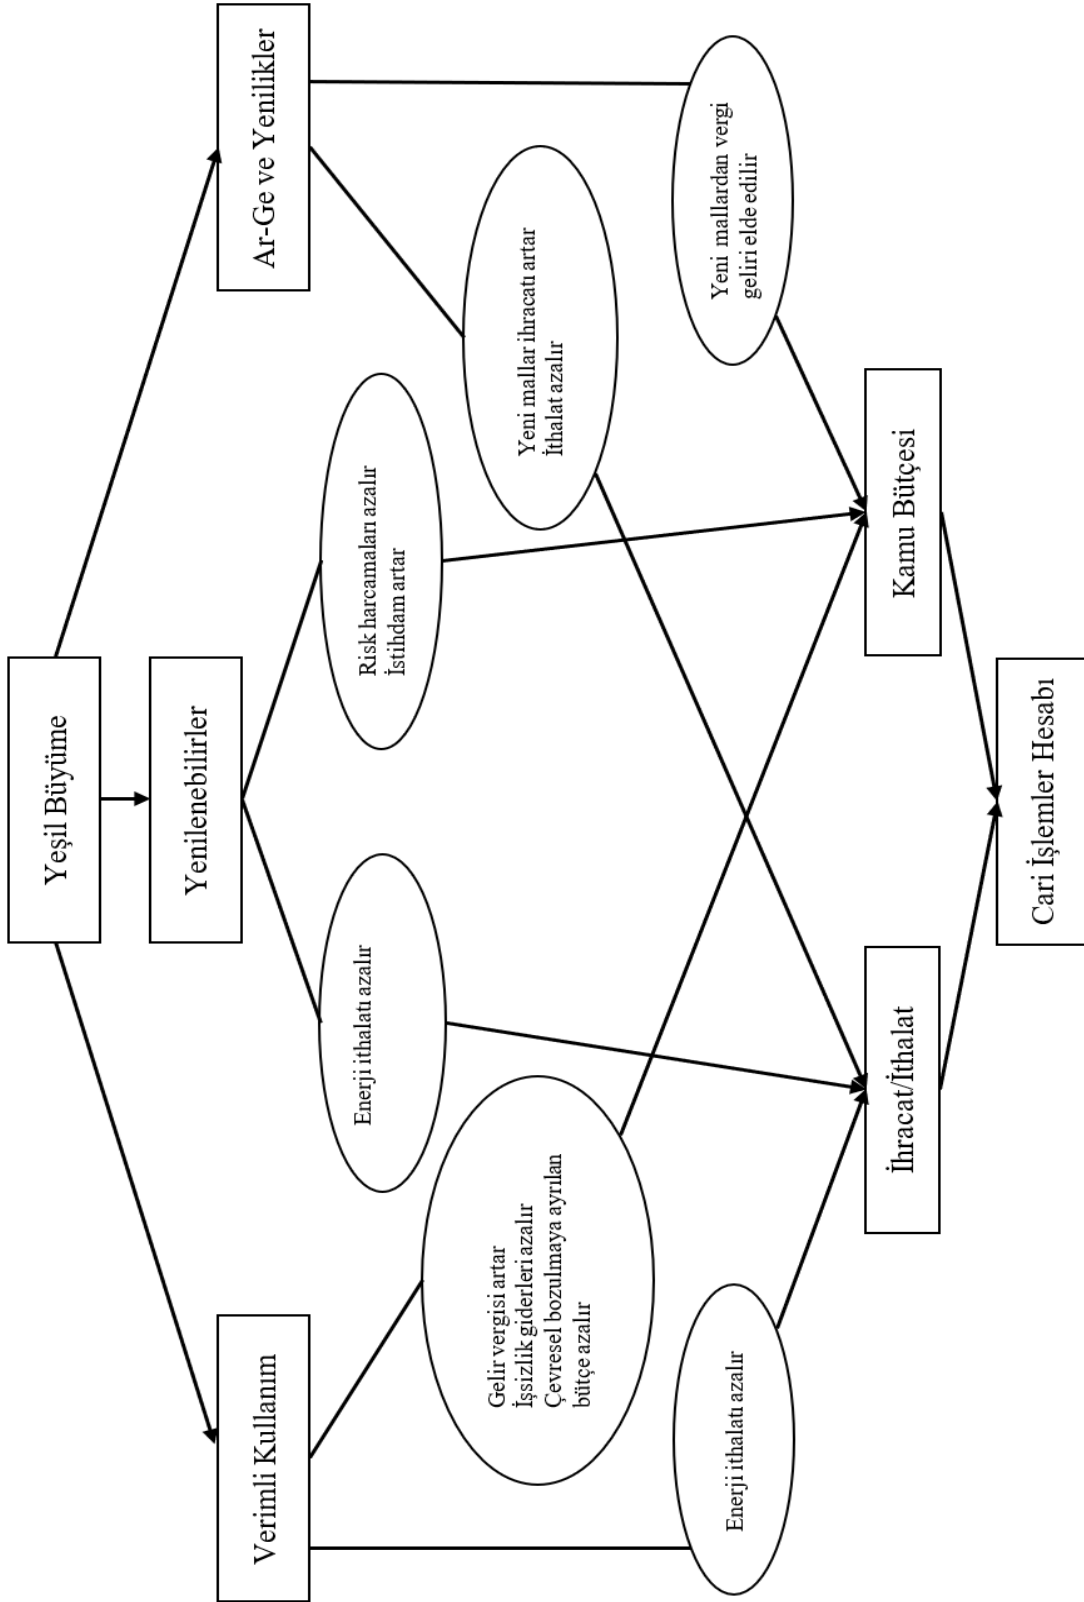 Yeşil Büyüme
Verimli Kullanım
Yenilenebilirler
Ar-Ge ve Yenilikler
Enerji ithalatı azalır
Risk harcamaları azalır
İstihdam artar
Gelir vergisi artar
İşsizlik giderleri azalır
Çevresel bozulmaya ayrılan
bütçe azalır
Yeni mallar ihracatı artar
İthalat azalır
Enerji ithalatı azalır
Yeni mallardan vergi
geliri elde edilir
İhracat/İthalat
Kamu Bütçesi
Cari İşlemler Hesabı